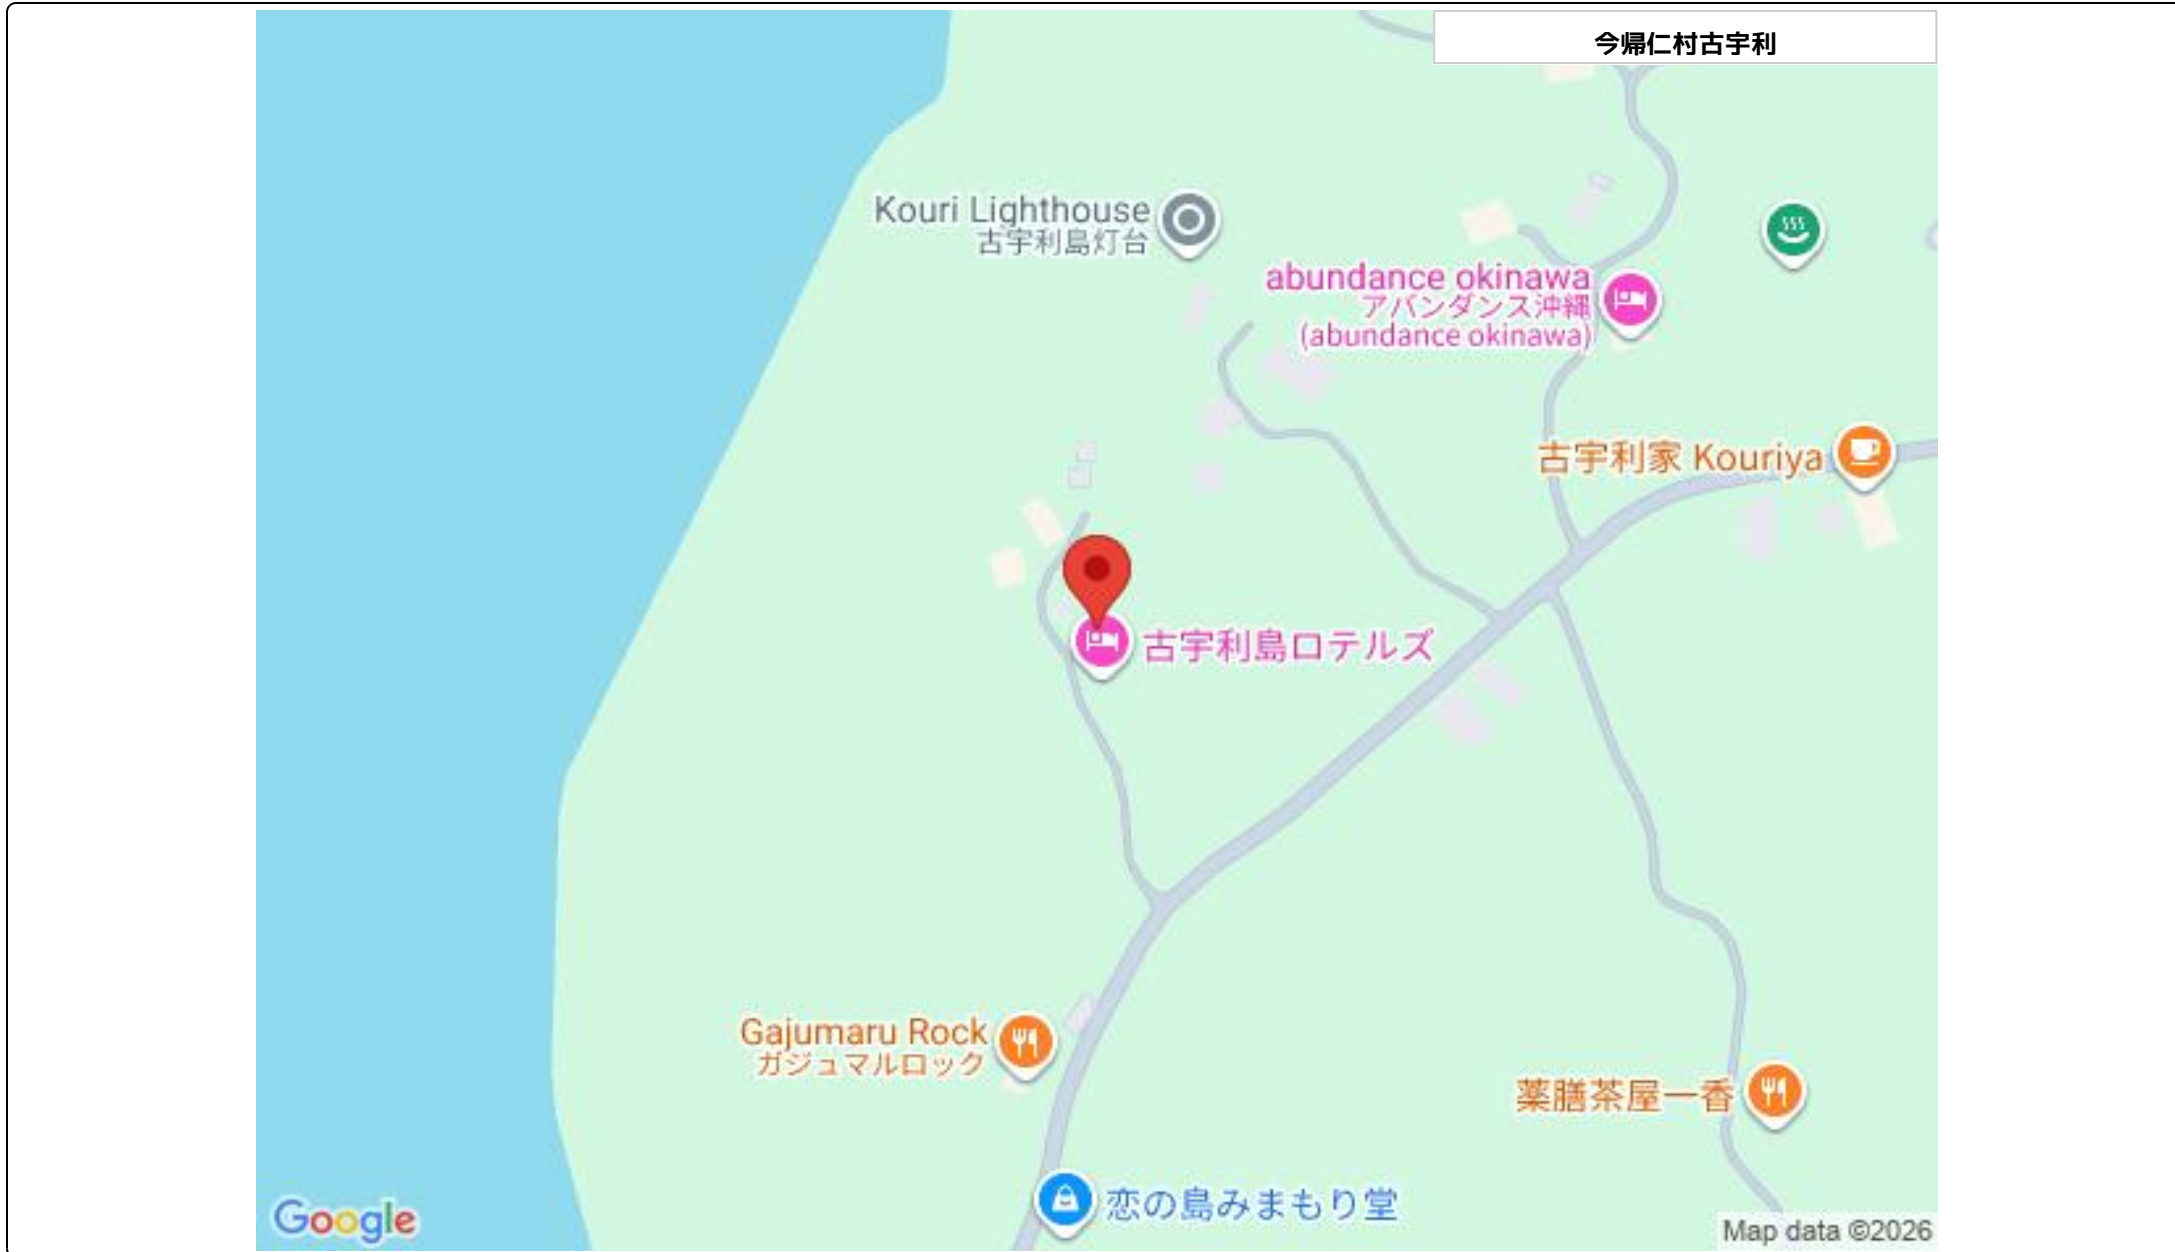 今帰仁村古宇利
Kouri Lighthouse
古宇利島灯台
abundance okinawa
アバンダンス沖縄
(abundance okinawa)
古宇利家 Kouriya
古宇利島ロテルズ
Gajumaru Rock
ガジュマルロック
薬膳茶屋一香
恋の島みまもり堂
Google
Map data ©2026